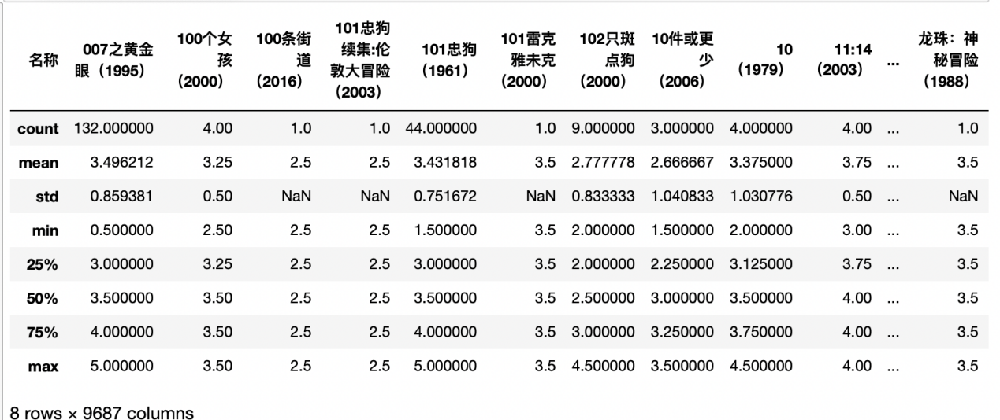 名称 007之黄金眼（1995） 100个女孩（2000） 100条街道（2016） 101忠狗续集:伦敦大冒险（2003） 101忠狗（1961） 101雷克雅未克（2000） 102只斑点狗（2000） 10件或更少（2006） 10（1979） 11:14（2003） ... 龙珠：神秘冒险（1988）
count 132.000000 4.00 1.0 1.0 44.000000 1.0 9.000000 3.000000 4.000000 4.00 ... 1.0
mean 3.496212 3.25 2.5 2.5 3.431818 3.5 2.777778 2.666667 3.375000 3.75 ... 3.5
std 0.859381 0.50 NaN NaN 0.751672 NaN 0.833333 1.040833 1.030776 0.50 ... NaN
min 0.500000 2.50 2.5 2.5 1.500000 3.5 2.000000 1.500000 2.000000 3.00 ... 3.5
25% 3.000000 3.25 2.5 2.5 3.000000 3.5 2.000000 2.250000 3.125000 3.75 ... 3.5
50% 3.500000 3.50 2.5 2.5 3.500000 3.5 2.500000 3.000000 3.500000 4.00 ... 3.5
75% 4.000000 3.50 2.5 2.5 4.000000 3.5 3.000000 3.250000 3.750000 4.00 ... 3.5
max 5.000000 3.50 2.5 2.5 5.000000 3.5 4.500000 3.500000 4.500000 4.00 ... 3.5
8 rows × 9687 columns